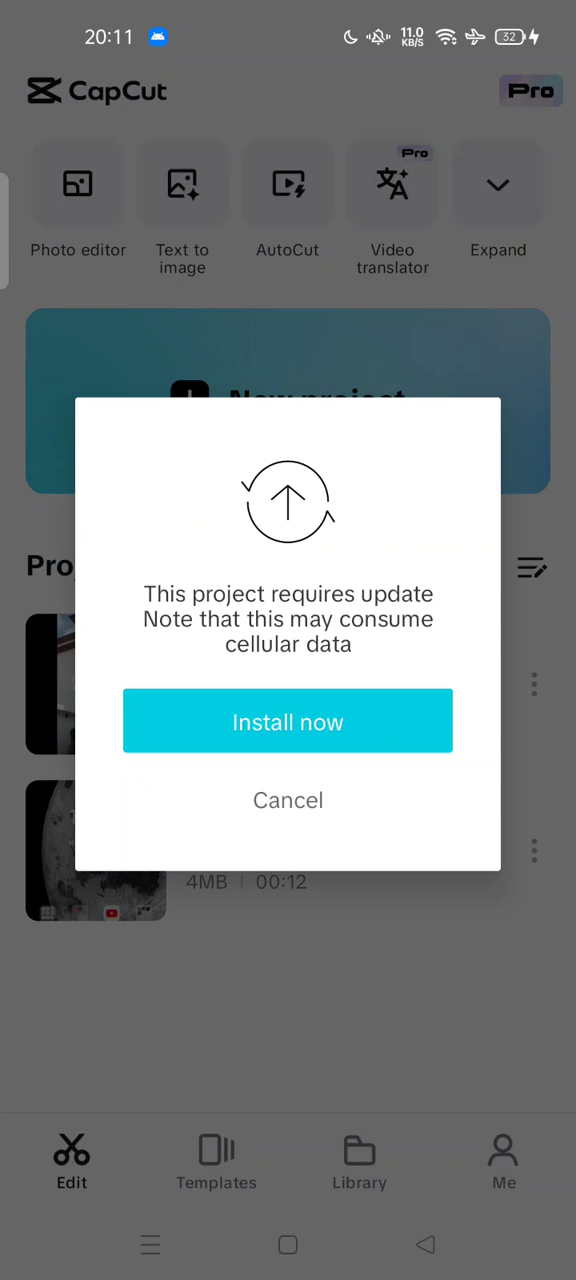 20:11
11.0
KB/S
32
CapCut
Pro
Pro
Photo editor
Text to
image
AutoCut
Video
translator
Expand
New project
This project requires update
Note that this may consume
cellular data
Install now
Cancel
4MB | 00:12
Edit
Templates
Library
Me